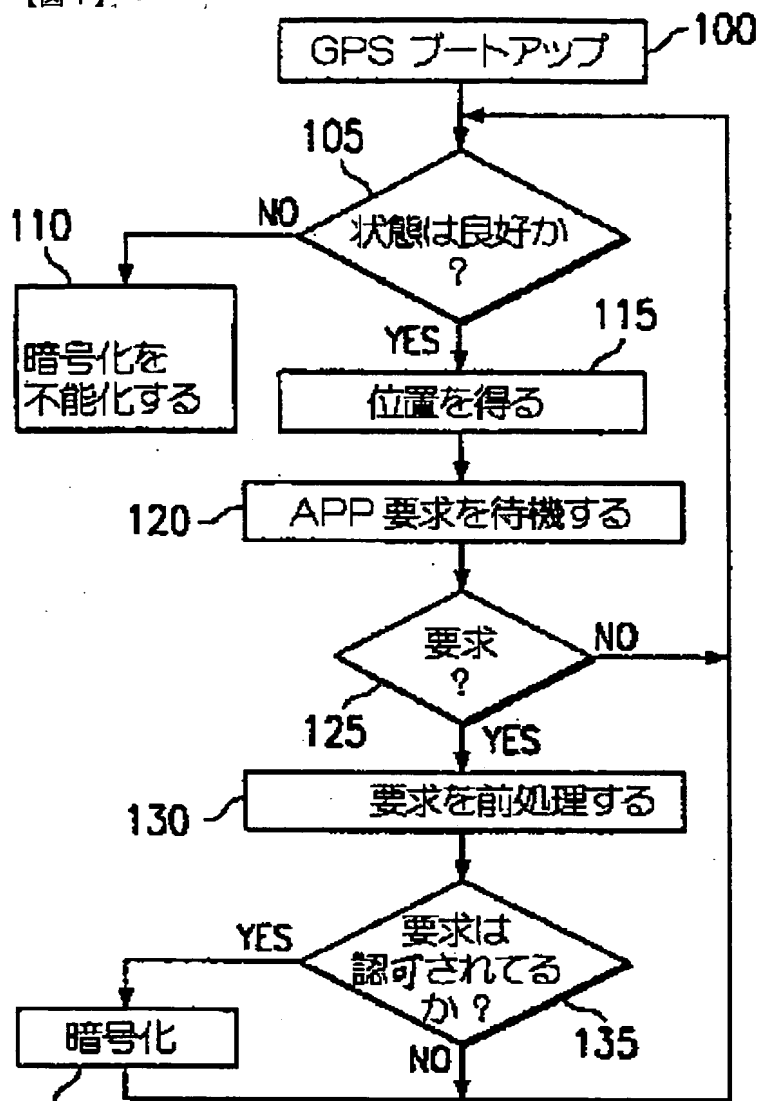 GPS ブートアップ
100
105
NO
状態は良好か
?
110
暗号化を
不能化する
YES
115
位置を得る
120
APP 要求を待機する
要求
?
NO
125
YES
130
要求を前処理する
YES
要求は
認可されてる
か ?
135
暗号化
NO